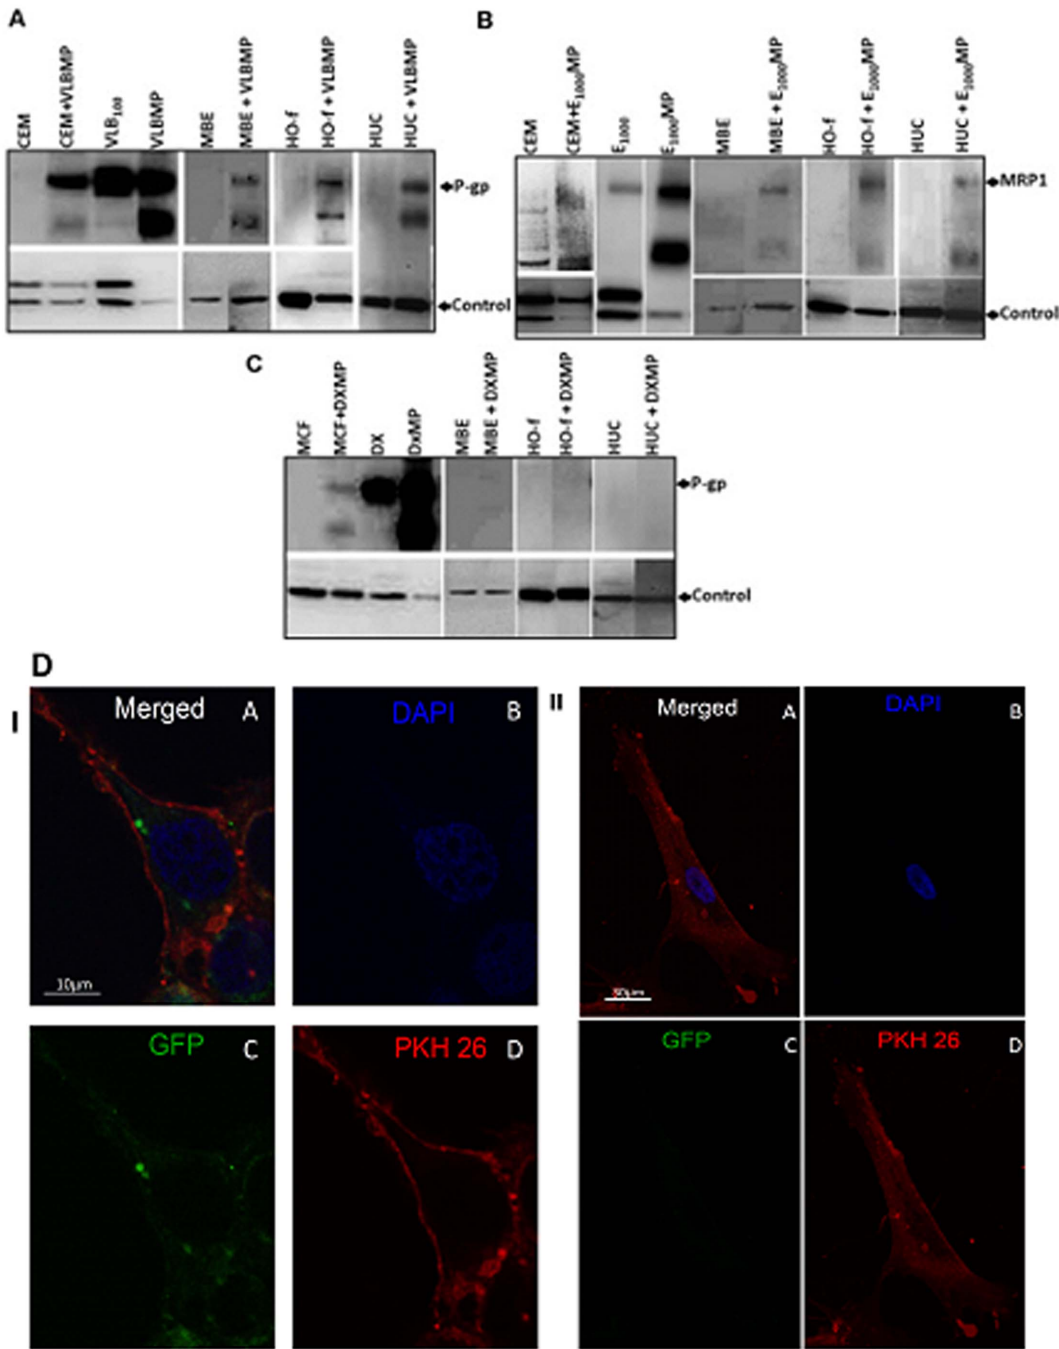 A
CEM
CEM+VLBMP
VLB100
VLBMP
MBE
MBE + VLBMP
HO-f
HO-f + VLBMP
HUC
HUC + VLBMP
P-gp
Control
B
CEM
CEM+E1000MP
E1000
E1000MP
MBE
MBE + E1000MP
HO-f
HO-f + E1000MP
HUC
HUC + E1000MP
MRP1
Control
C
MCF
MCF+DXMP
DX
DxMP
MBE
MBE + DXMP
HO-f
HO-f + DXMP
HUC
HUC + DXMP
P-gp
Control
D
I
Merged A
10µm
DAPI B
GFP C
PKH 26 D
II
Merged A
DAPI B
GFP C
PKH 26 D